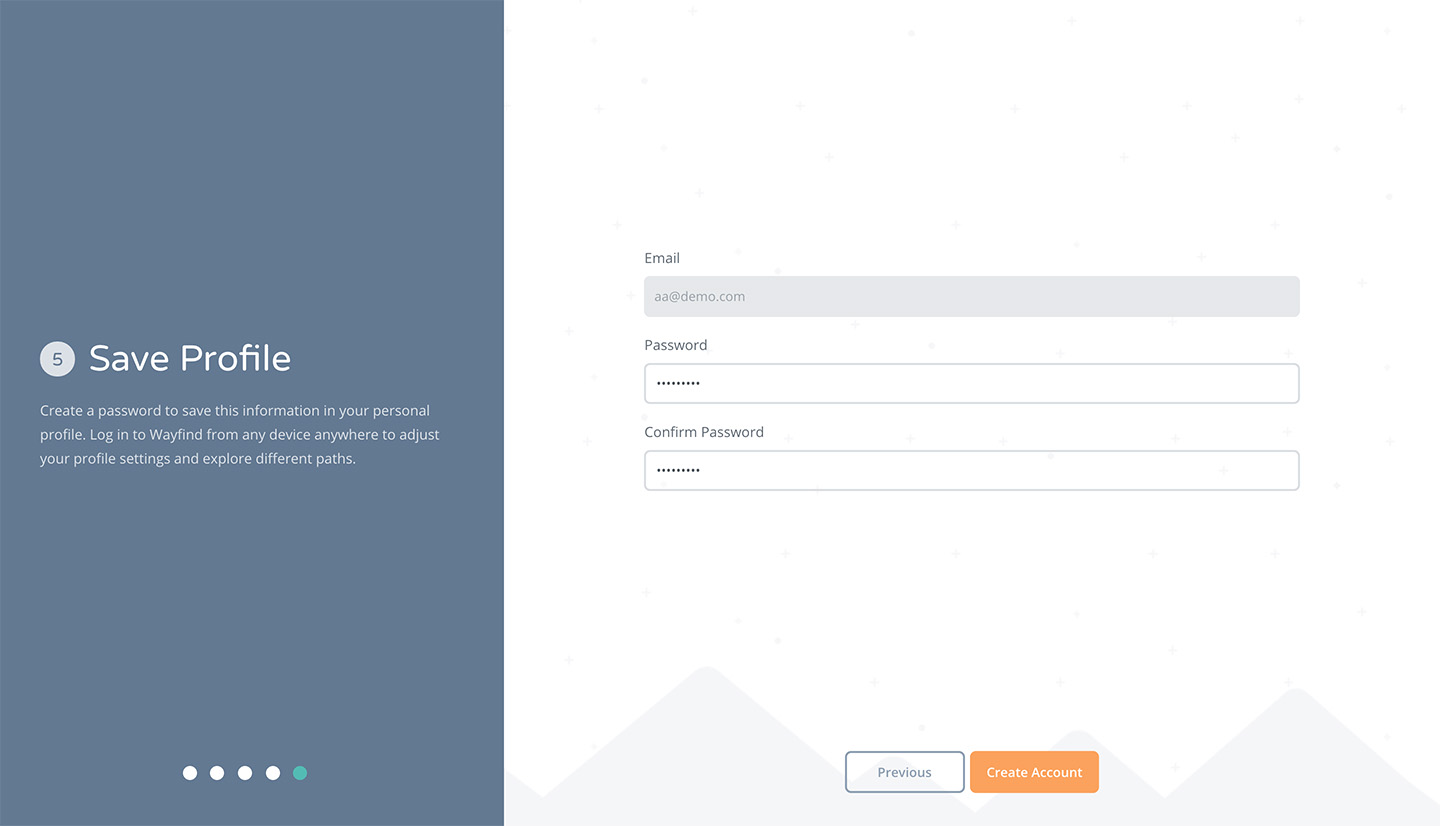 5 Save Profile
Create a password to save this information in your personal
profile. Log in to Wayfind from any device anywhere to adjust
your profile settings and explore different paths.
Email
aa@demo.com
Password
•••••••••
Confirm Password
•••••••••
Previous
Create Account